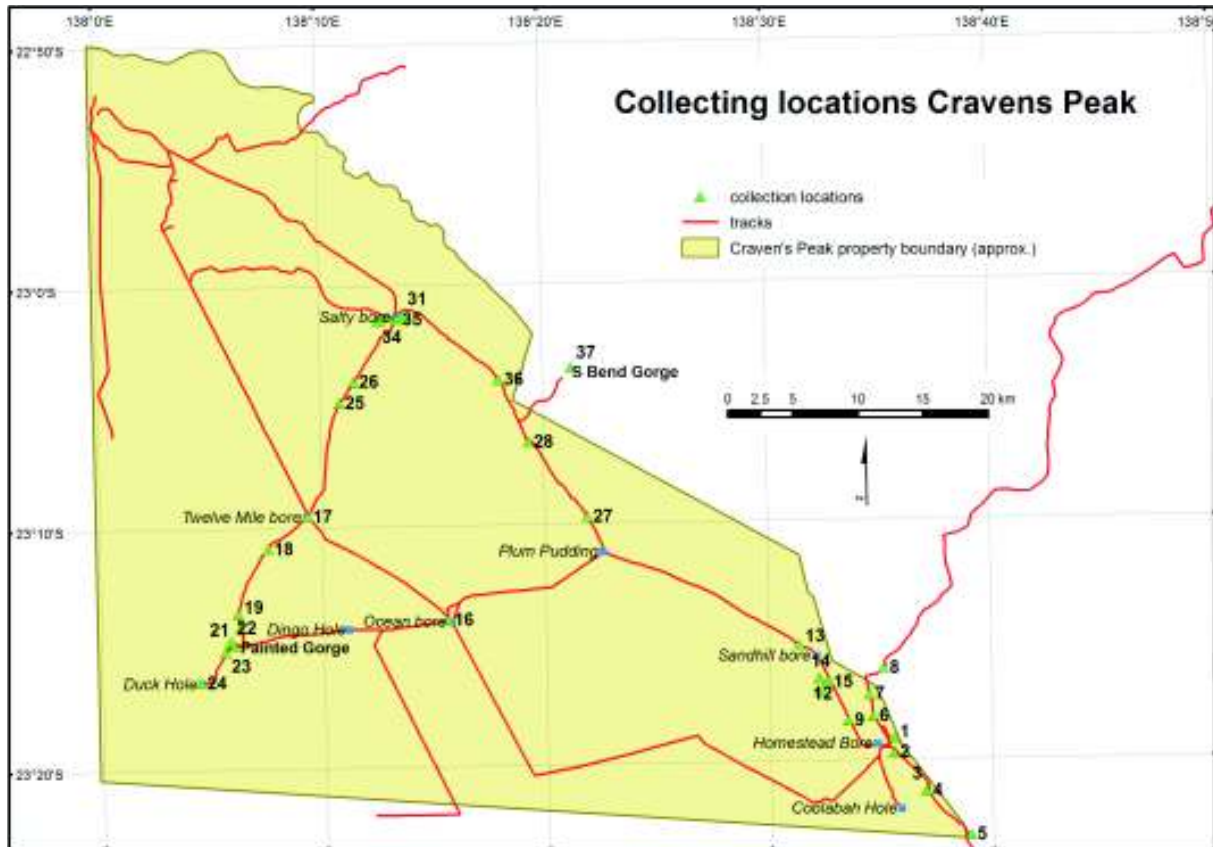 138°0'E 138°10'E 138°20'E 138°30'E 138°40'E
22°50'S
Collecting locations Cravens Peak
collection locations
tracks
Craven's Peak property boundary (approx.)
23°0'S
31
Salty bore
35
34
37
S Bend Gorge
36
26
25
0 2.5 5 10 15 20 km
28
Twelve Mile bore 17
27
23°10'S
18
Plum Pudding
19
21 22
Dingo Hole
Ocean bore 16
Painted Gorge
23
Duck Hole 24
13
Sandhill bore
14
15
12
8
7
9 6
1
Homestead Bore
2
23°20'S
3
4
Coolabah Hole
5